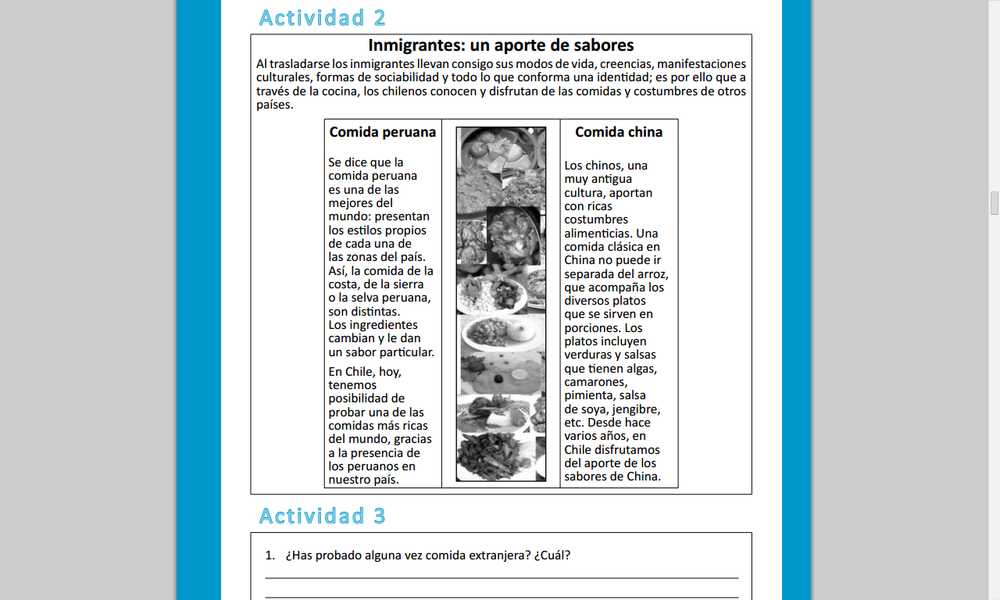 Actividad 2
Inmigrantes: un aporte de sabores
Al trasladarse los inmigrantes llevan consigo sus modos de vida, creencias, manifestaciones
culturales, formas de sociabilidad y todo lo que conforma una identidad; es por ello que a
través de la cocina, los chilenos conocen y disfrutan de las comidas y costumbres de otros
países.
Comida peruana
Se dice que la
comida peruana
es una de las
mejores del
mundo: presentan
los estilos propios
de cada una de
las zonas del país.
Así, la comida de la
costa, de la sierra
o la selva peruana,
son distintas.
Los ingredientes
cambian y le dan
un sabor particular.
En Chile, hoy,
tenemos
posibilidad de
probar una de las
comidas más ricas
del mundo, gracias
a la presencia de
los peruanos en
nuestro país.
Comida china
Los chinos, una
muy antigua
cultura, aportan
con ricas
costumbres
alimenticias. Una
comida clásica en
China no puede ir
separada del arroz,
que acompaña los
diversos platos
que se sirven en
porciones. Los
platos incluyen
verduras y salsas
que tienen algas,
camarones,
pimienta, salsa
de soya, jengibre,
etc. Desde hace
varios años, en
Chile disfrutamos
del aporte de los
sabores de China.
Actividad 3
1. ¿Has probado alguna vez comida extranjera? ¿Cuál?